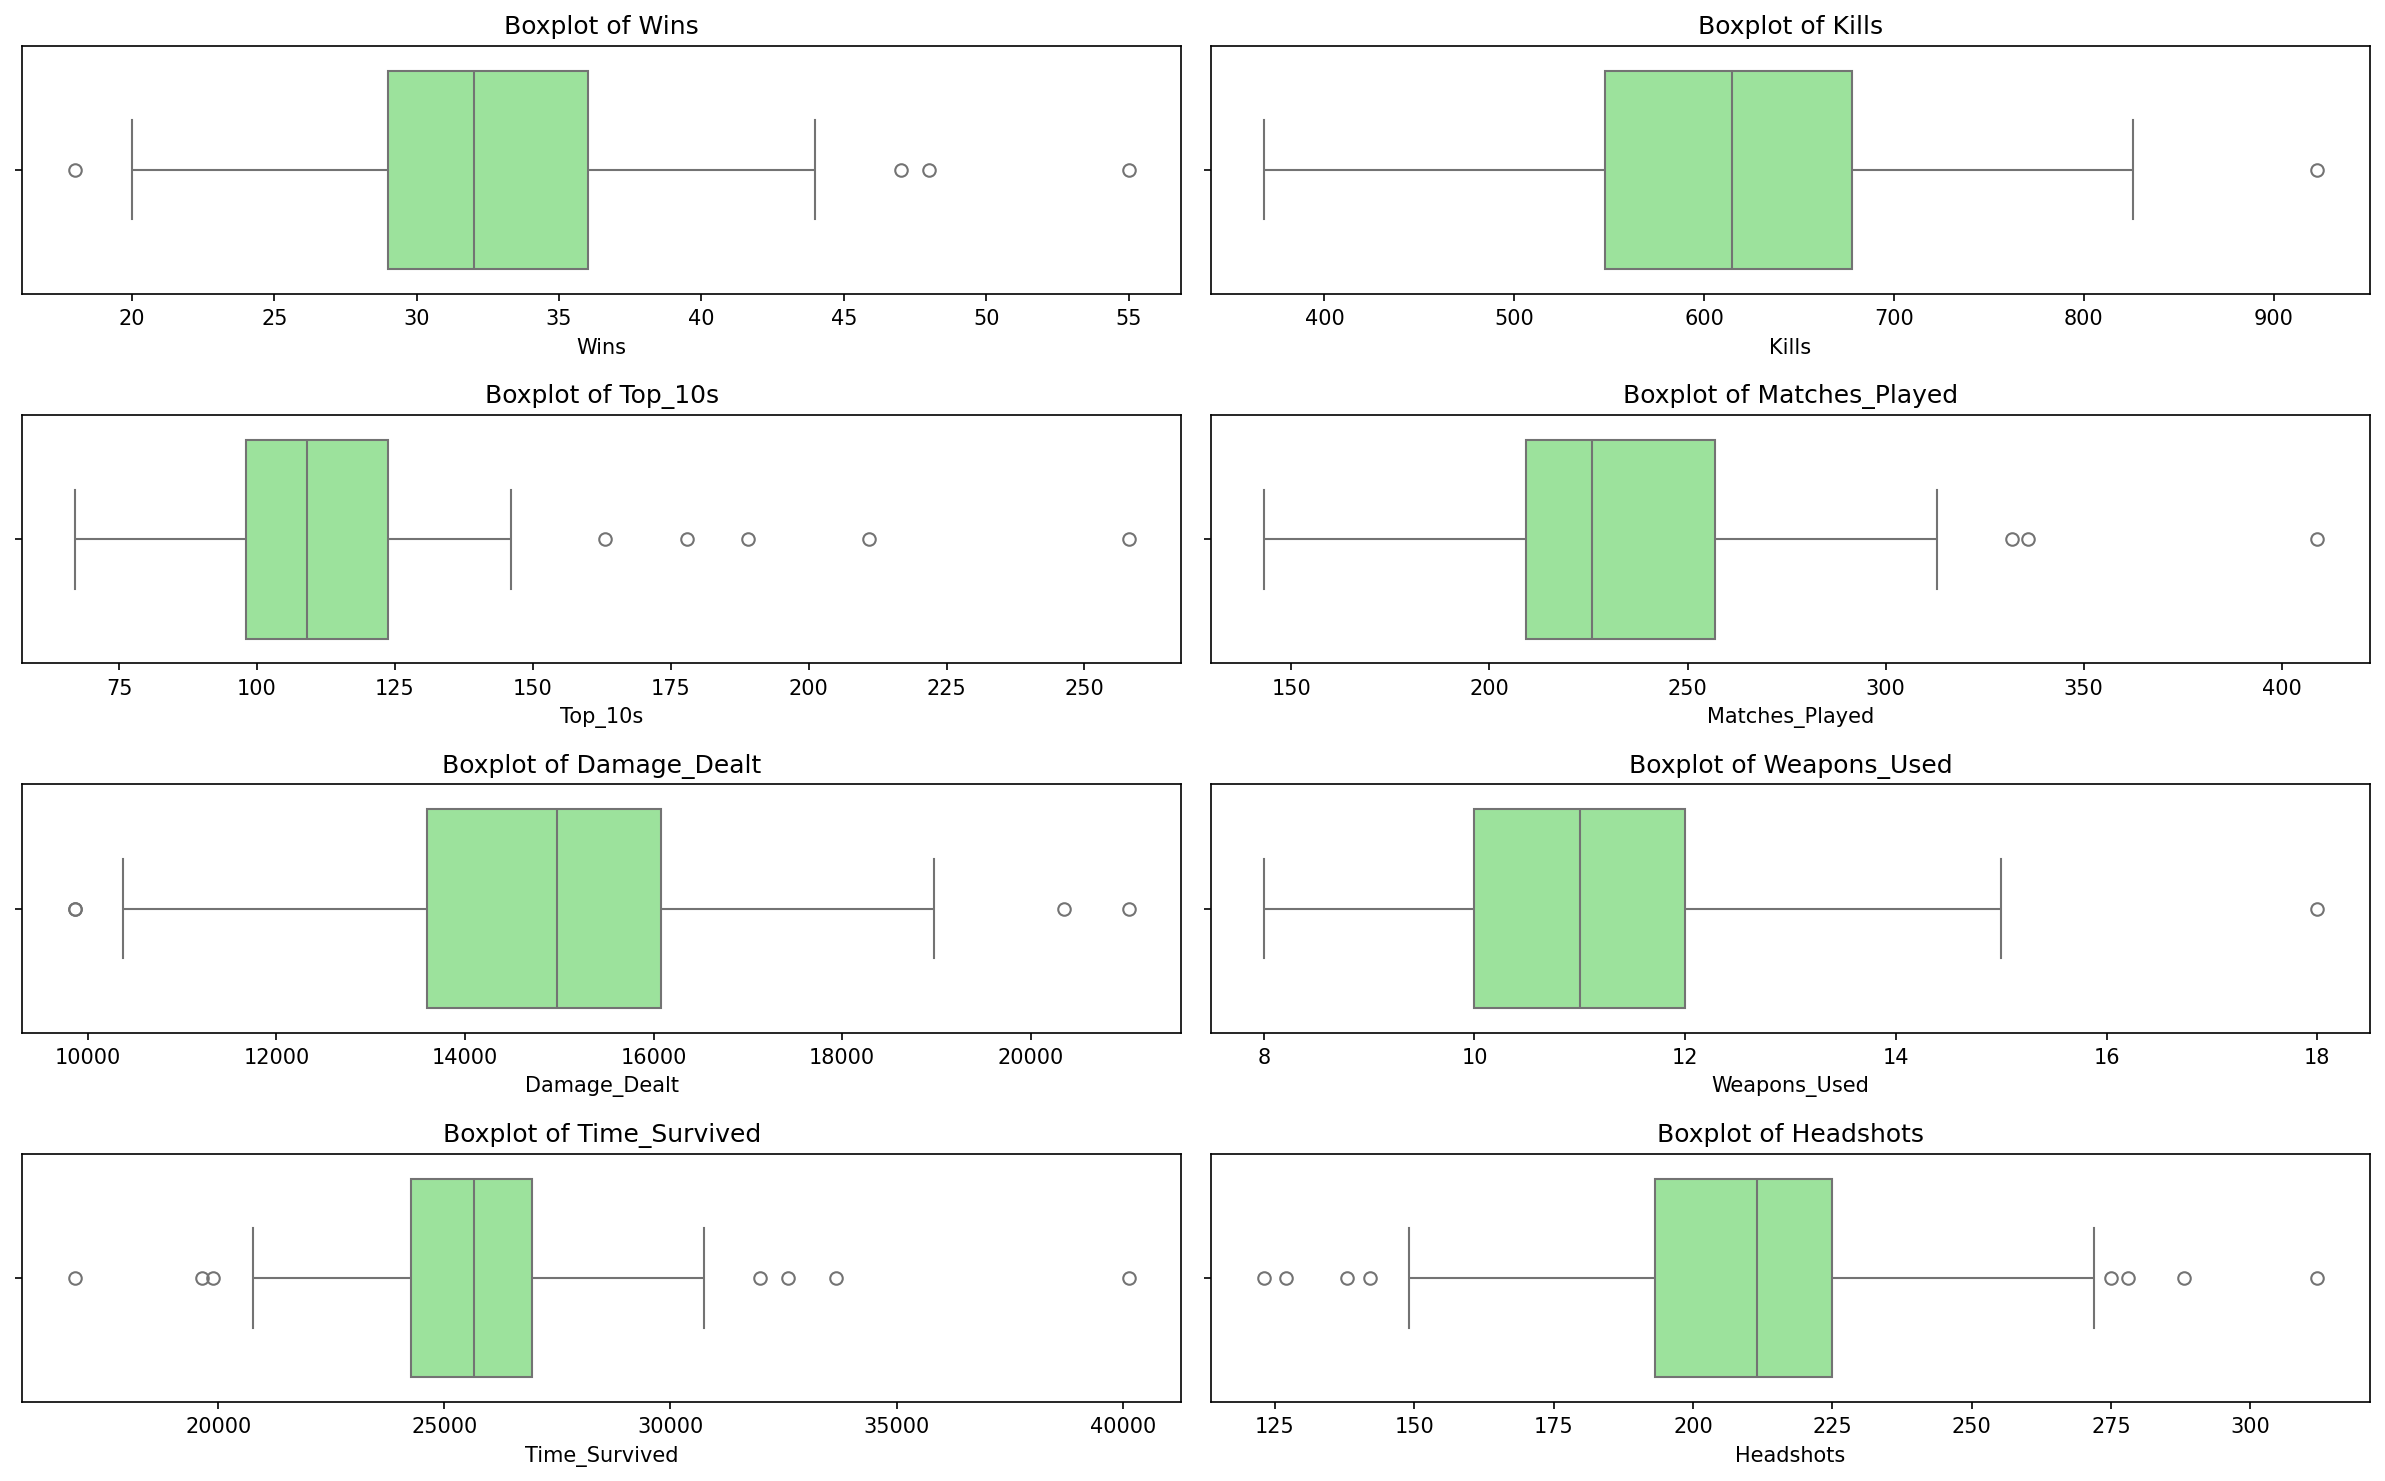 Boxplot of Wins
20 25 30 35 40 45 50 55
Wins
Boxplot of Kills
400 500 600 700 800 900
Kills
Boxplot of Top_10s
75 100 125 150 175 200 225 250
Top_10s
Boxplot of Matches_Played
150 200 250 300 350 400
Matches_Played
Boxplot of Damage_Dealt
10000 12000 14000 16000 18000 20000
Damage_Dealt
Boxplot of Weapons_Used
8 10 12 14 16 18
Weapons_Used
Boxplot of Time_Survived
20000 25000 30000 35000 40000
Time_Survived
Boxplot of Headshots
125 150 175 200 225 250 275 300
Headshots